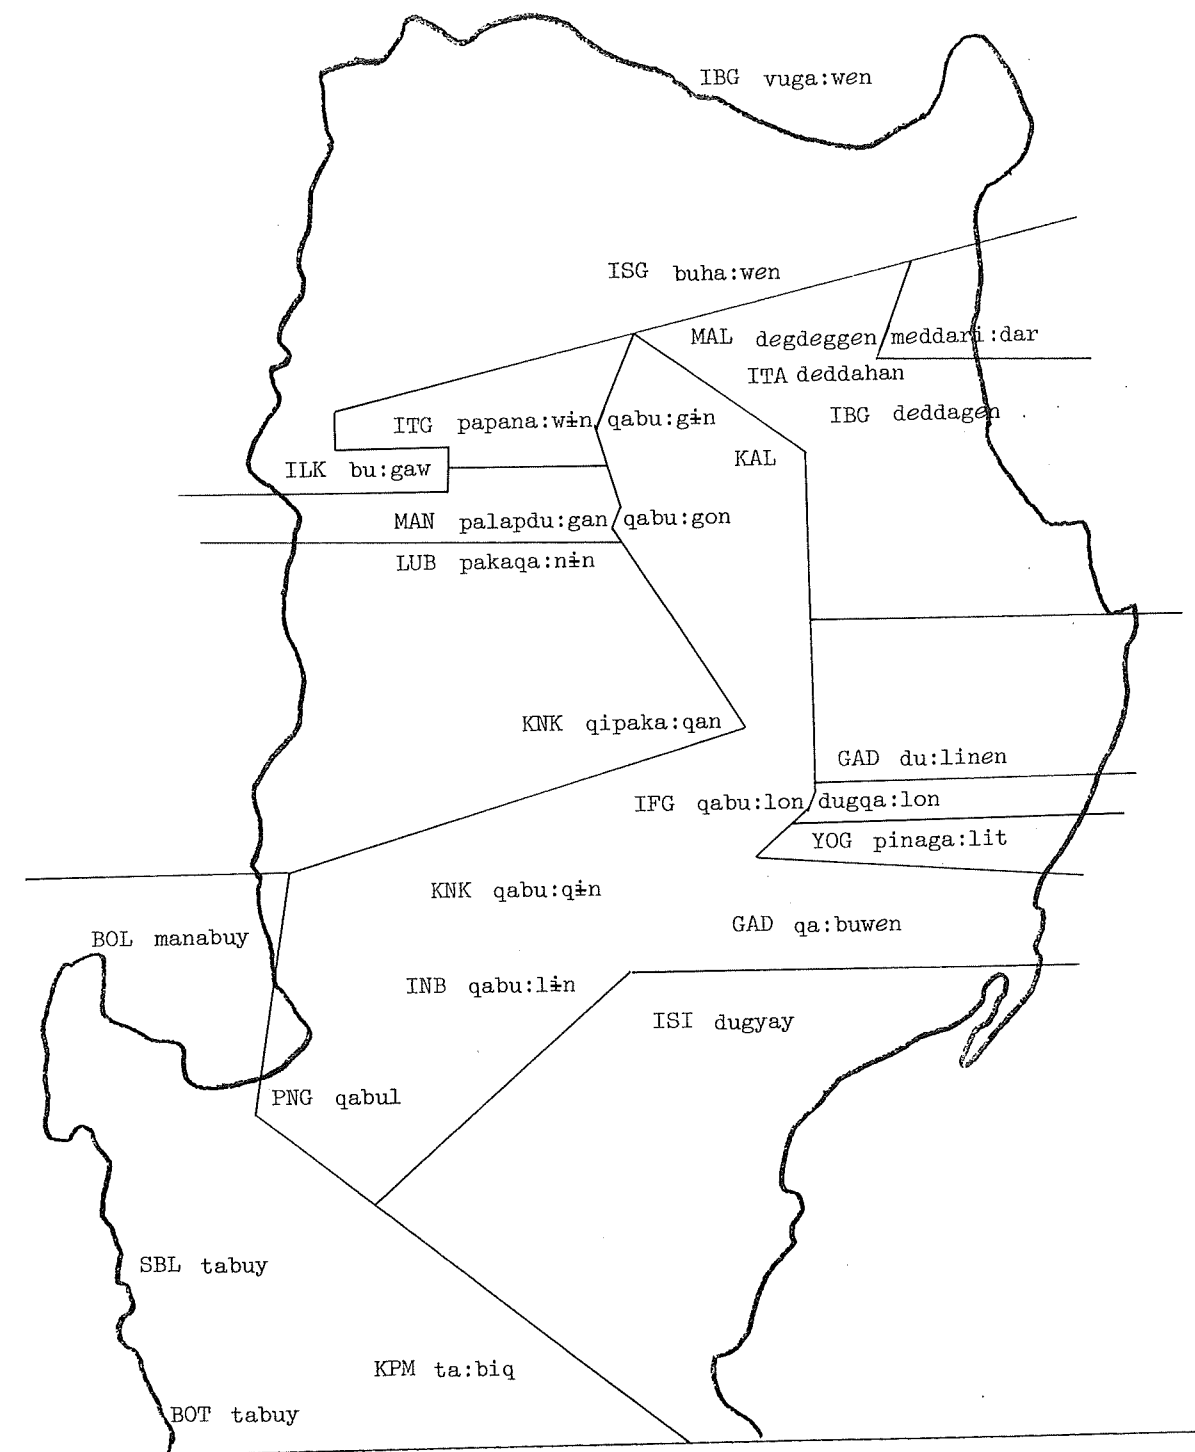 IBG vuga:wen
ISG buha:wen
MAL degdeggen meddari:dar
ITA deddahan
IBG deddagen
ITG papana:wɨn qabu:gɨn
KAL
ILK bu:gaw
MAN palapdu:gan qabu:gon
LUB pakaqa:nɨn
KNK qipaka:qan
GAD du:linen
IFG qabu:lon dugqa:lon
YOG pinaga:lit
KNK qabu:qɨn
GAD qa:buwen
BOL manabuy
INB qabu:lɨn
ISI dugyay
PNG qabul
SBL tabuy
KPM ta:biq
BOT tabuy